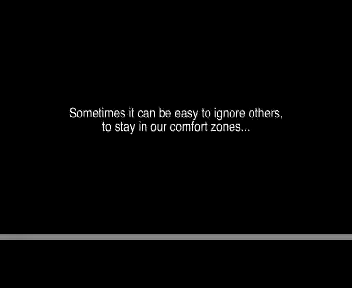 Sometimes it can be easy to ignore others,
to stay in our comfort zones...